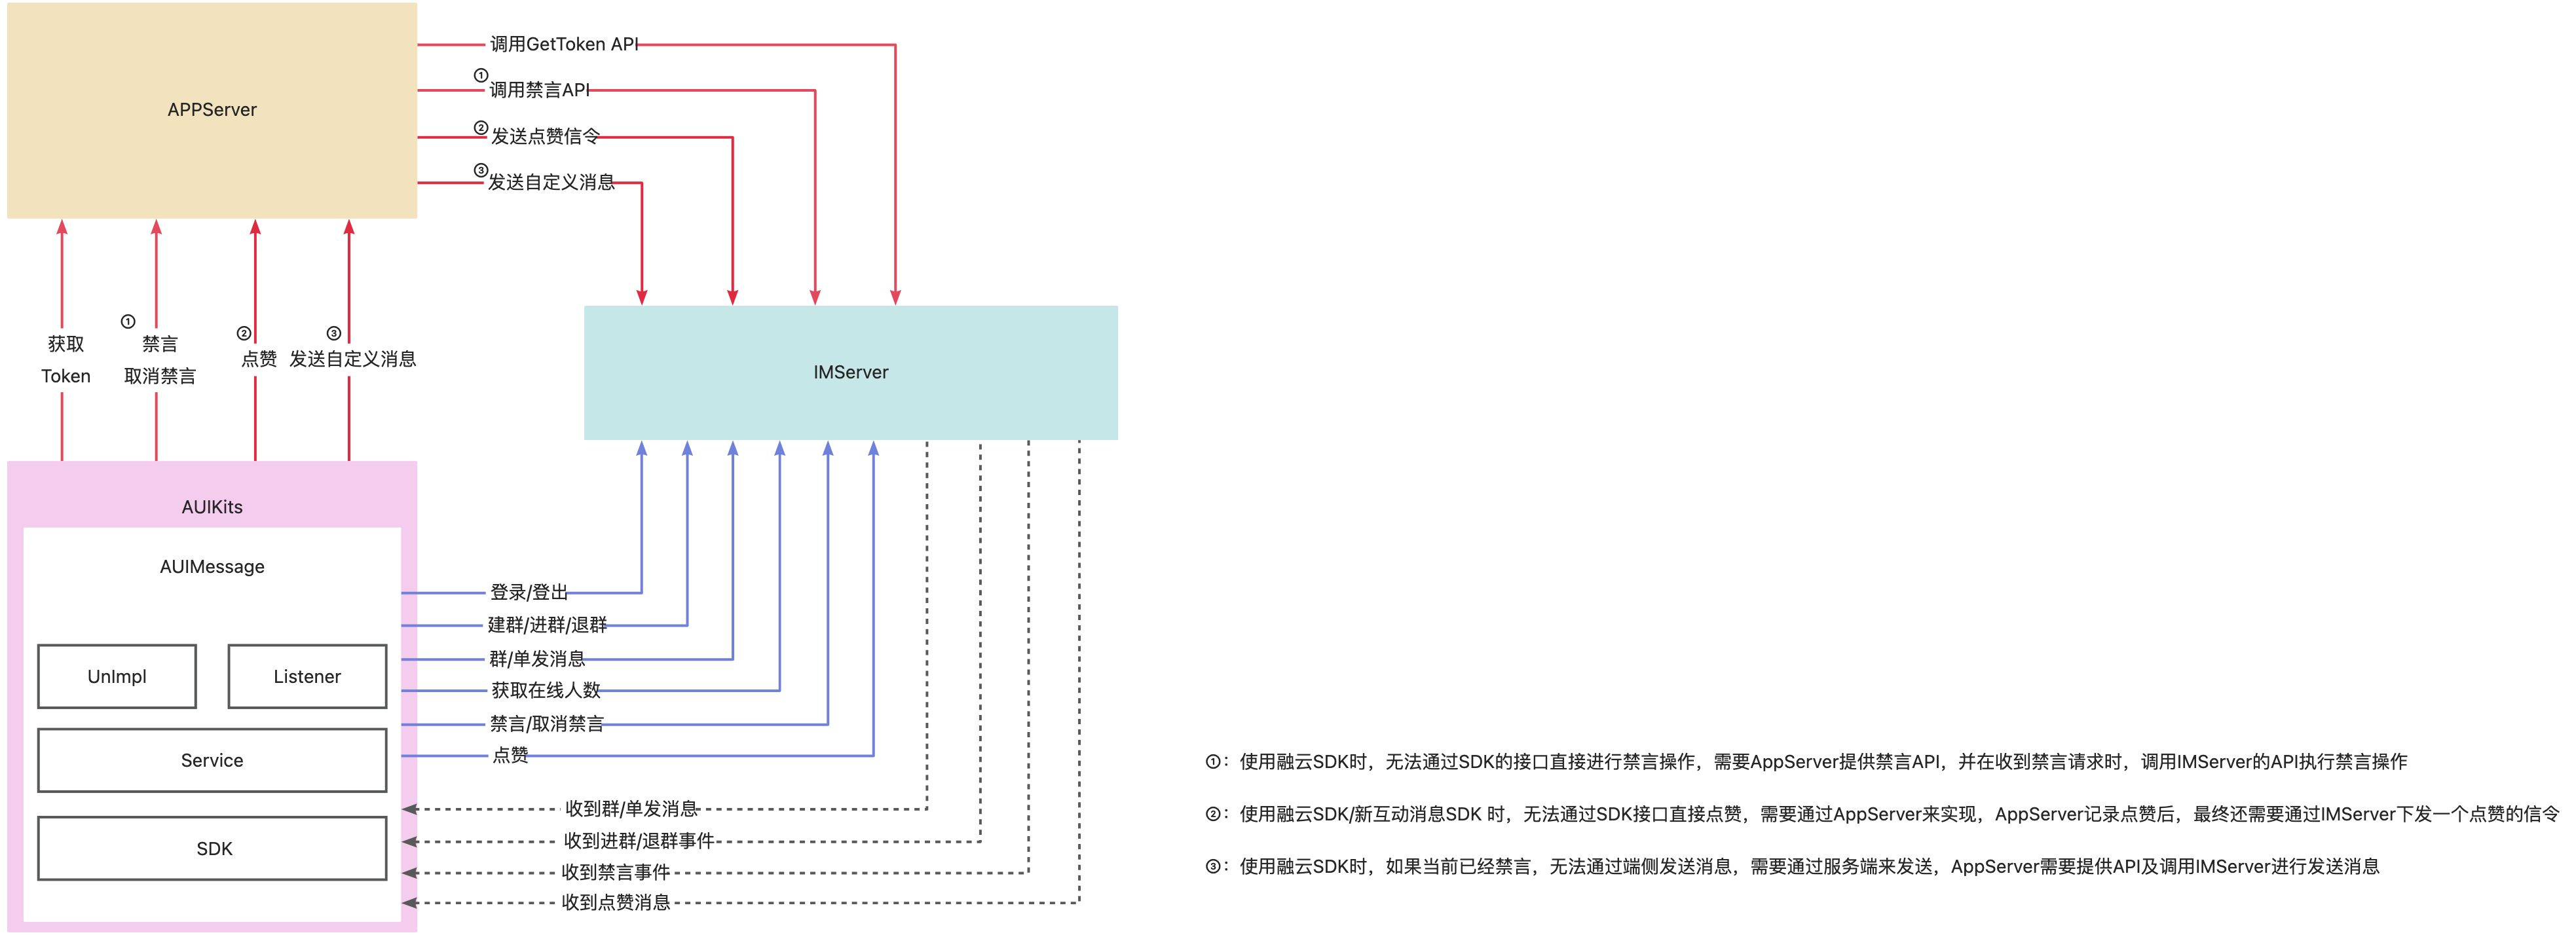 调用GetToken API
①
调用禁言API
APPServer
②
发送点赞信令
③
发送自定义消息
①
②
③
获取
Token
禁言
取消禁言
点赞
发送自定义消息
IMServer
AUIKits
AUIMessage
登录/登出
建群/进群/退群
群/单发消息
UnImpl
Listener
获取在线人数
禁言/取消禁言
点赞
Service
收到群/单发消息
收到进群/退群事件
SDK
收到禁言事件
收到点赞消息
①：使用融云SDK时，无法通过SDK的接口直接进行禁言操作，需要AppServer提供禁言API，并在收到禁言请求时，调用IMServer的API执行禁言操作
②：使用融云SDK/新互动消息SDK 时，无法通过SDK接口直接点赞，需要通过AppServer来实现，AppServer记录点赞后，最终还需要通过IMServer下发一个点赞的信令
③：使用融云SDK时，如果当前已经禁言，无法通过端侧发送消息，需要通过服务端来发送，AppServer需要提供API及调用IMServer进行发送消息